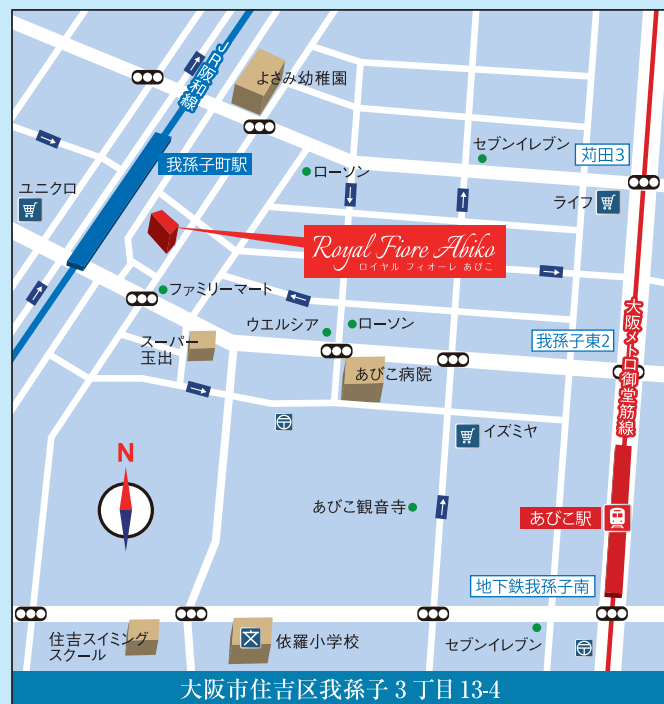 JR阪和線
よさみ幼稚園
セブンイレブン
苅田3
我孫子町駅
ローソン
ユニクロ
ライフ
Royal Fiore Abiko
ロイヤル フィオーレ あびこ
ファミリーマート
大阪メトロ御堂筋線
ウエルシア
ローソン
スーパー
玉出
我孫子東2
あびこ病院
イズミヤ
N
あびこ観音寺
あびこ駅
地下鉄我孫子南
住吉スイミング
スクール
文
依羅小学校
セブンイレブン
大阪市住吉区我孫子3丁目13-4